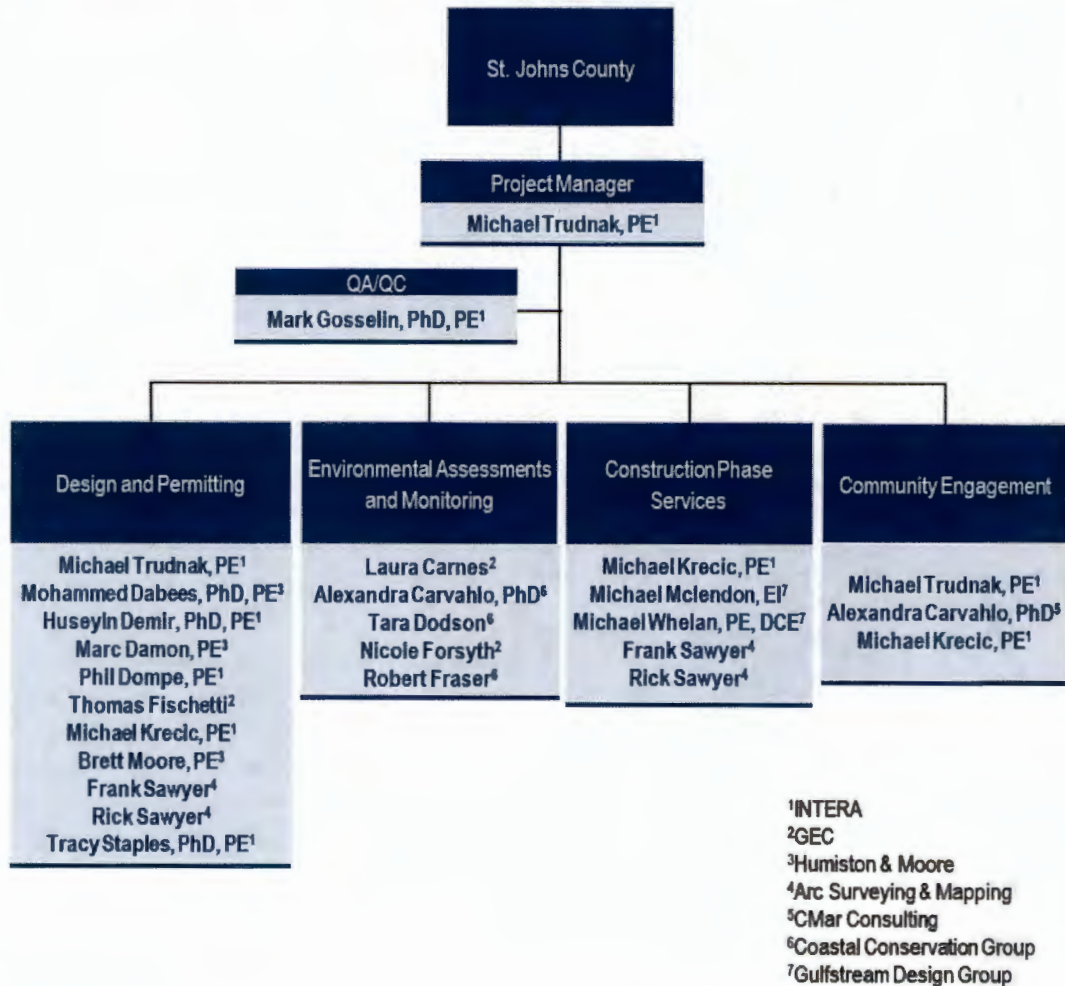 St. Johns County
Project Manager
Michael Trudnak, PE¹
QA/QC
Mark Gosselin, PhD, PE¹
Design and Permitting
Michael Trudnak, PE¹
Mohammed Dabees, PhD, PE³
Huseyin Demir, PhD, PE¹
Marc Damon, PE³
Phil Dompe, PE¹
Thomas Fischetti²
Michael Krecic, PE¹
Brett Moore, PE³
Frank Sawyer⁴
Rick Sawyer⁴
Tracy Staples, PhD, PE¹
Environmental Assessments
and Monitoring
Laura Carnes²
Alexandra Carvahlo, PhD⁶
Tara Dodson⁶
Nicole Forsyth²
Robert Fraser⁶
Construction Phase
Services
Michael Krecic, PE¹
Michael Mclendon, EI⁷
Michael Whelan, PE, DCE⁷
Frank Sawyer⁴
Rick Sawyer⁴
Community Engagement
Michael Trudnak, PE¹
Alexandra Carvahlo, PhD⁵
Michael Krecic, PE¹
¹INTERA
²GEC
³Humiston & Moore
⁴Arc Surveying & Mapping
⁵CMar Consulting
⁶Coastal Conservation Group
⁷Gulfstream Design Group